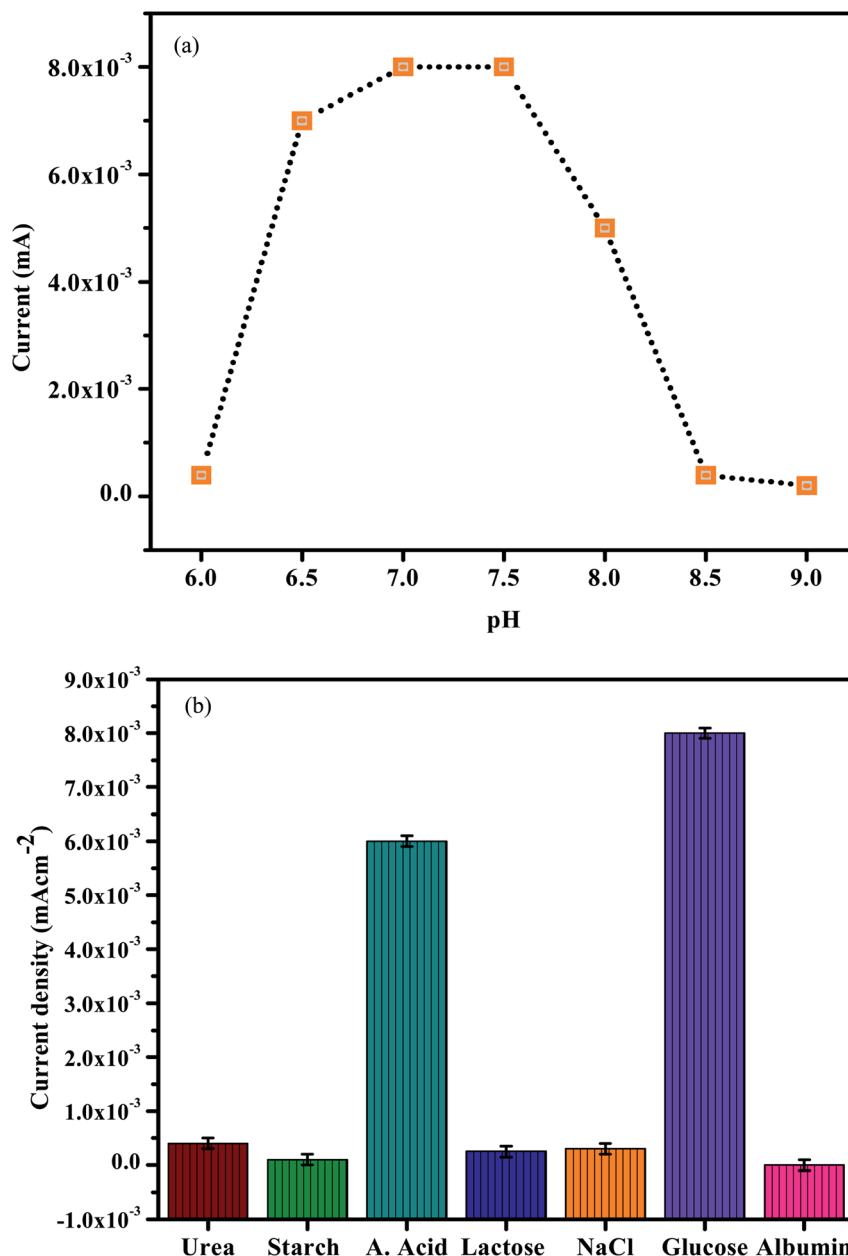 (a)
8.0x10⁻³
6.0x10⁻³
4.0x10⁻³
2.0x10⁻³
0.0
Current (mA)
6.0 6.5 7.0 7.5 8.0 8.5 9.0
pH
(b)
9.0x10⁻³
8.0x10⁻³
7.0x10⁻³
6.0x10⁻³
5.0x10⁻³
4.0x10⁻³
3.0x10⁻³
2.0x10⁻³
1.0x10⁻³
0.0
-1.0x10⁻³
Current density (mAcm⁻²)
Urea Starch A. Acid Lactose NaCl Glucose Albumin